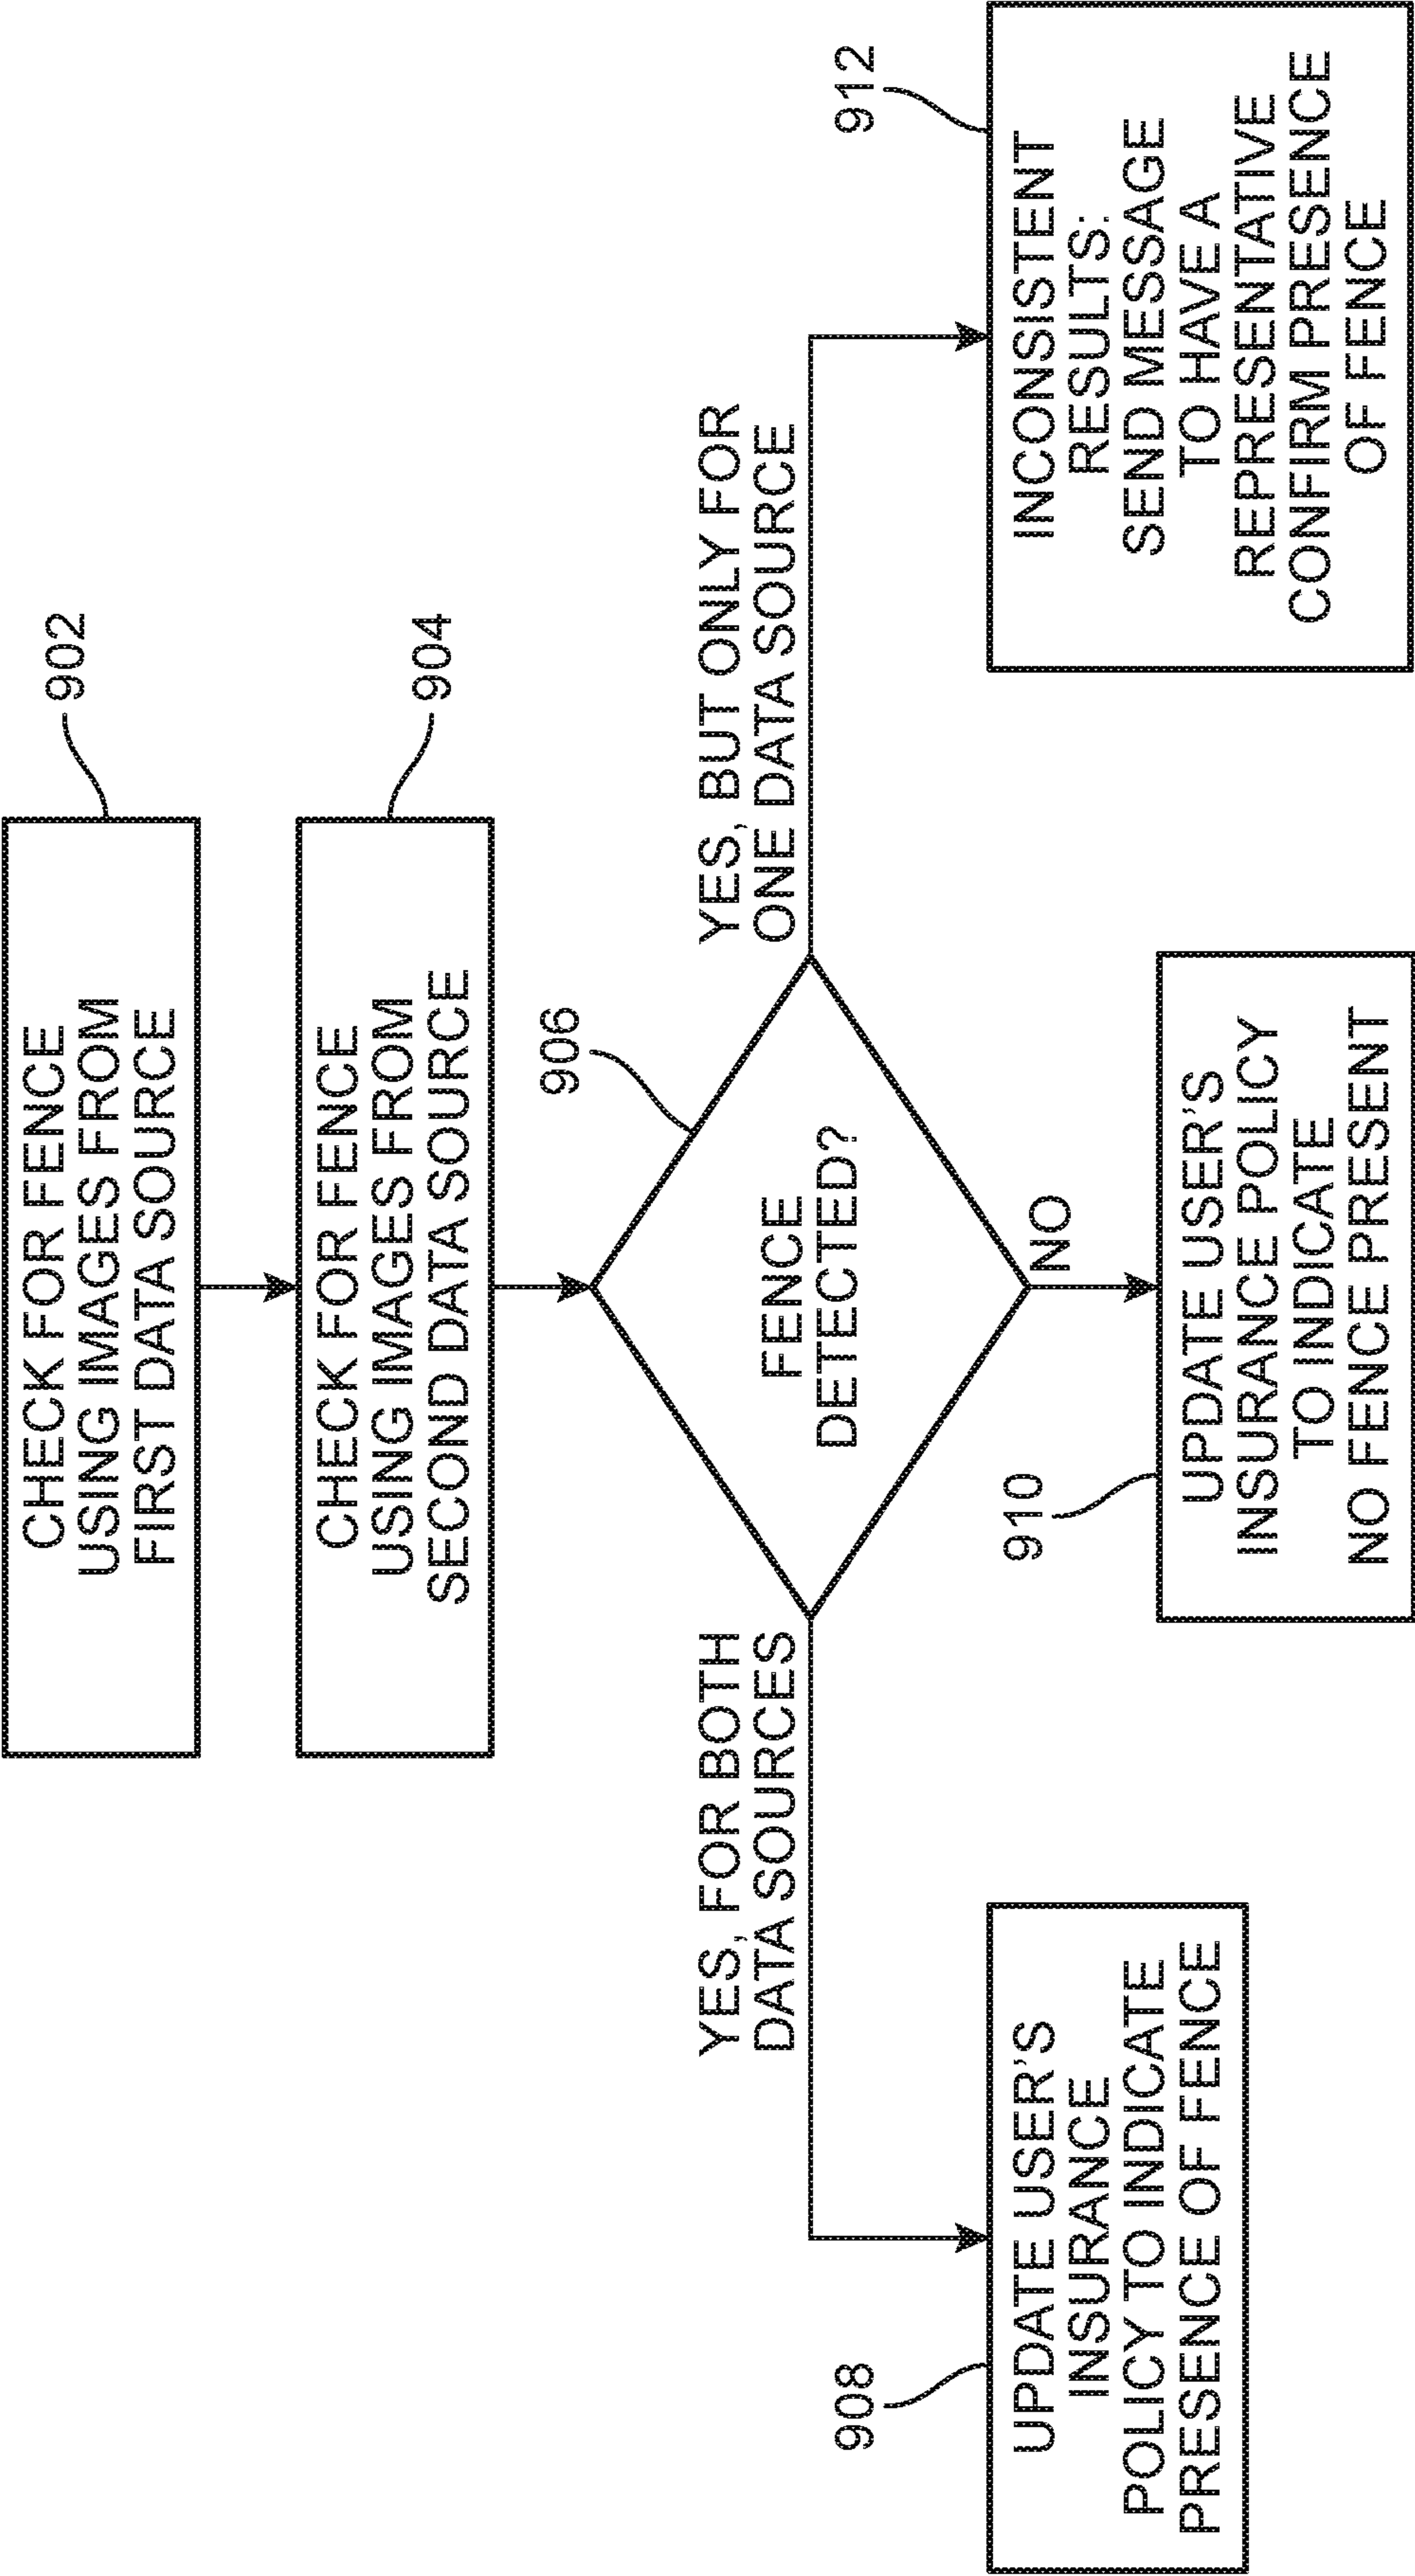 CHECK FOR FENCE
USING IMAGES FROM
FIRST DATA SOURCE
902
CHECK FOR FENCE
USING IMAGES FROM
SECOND DATA SOURCE
904
906
FENCE
DETECTED?
YES, FOR BOTH
DATA SOURCES
YES, BUT ONLY FOR
ONE DATA SOURCE
NO
908
UPDATE USER'S
INSURANCE
POLICY TO INDICATE
PRESENCE OF FENCE
910
UPDATE USER'S
INSURANCE POLICY
TO INDICATE
NO FENCE PRESENT
912
INCONSISTENT
RESULTS:
SEND MESSAGE
TO HAVE A
REPRESENTATIVE
CONFIRM PRESENCE
OF FENCE